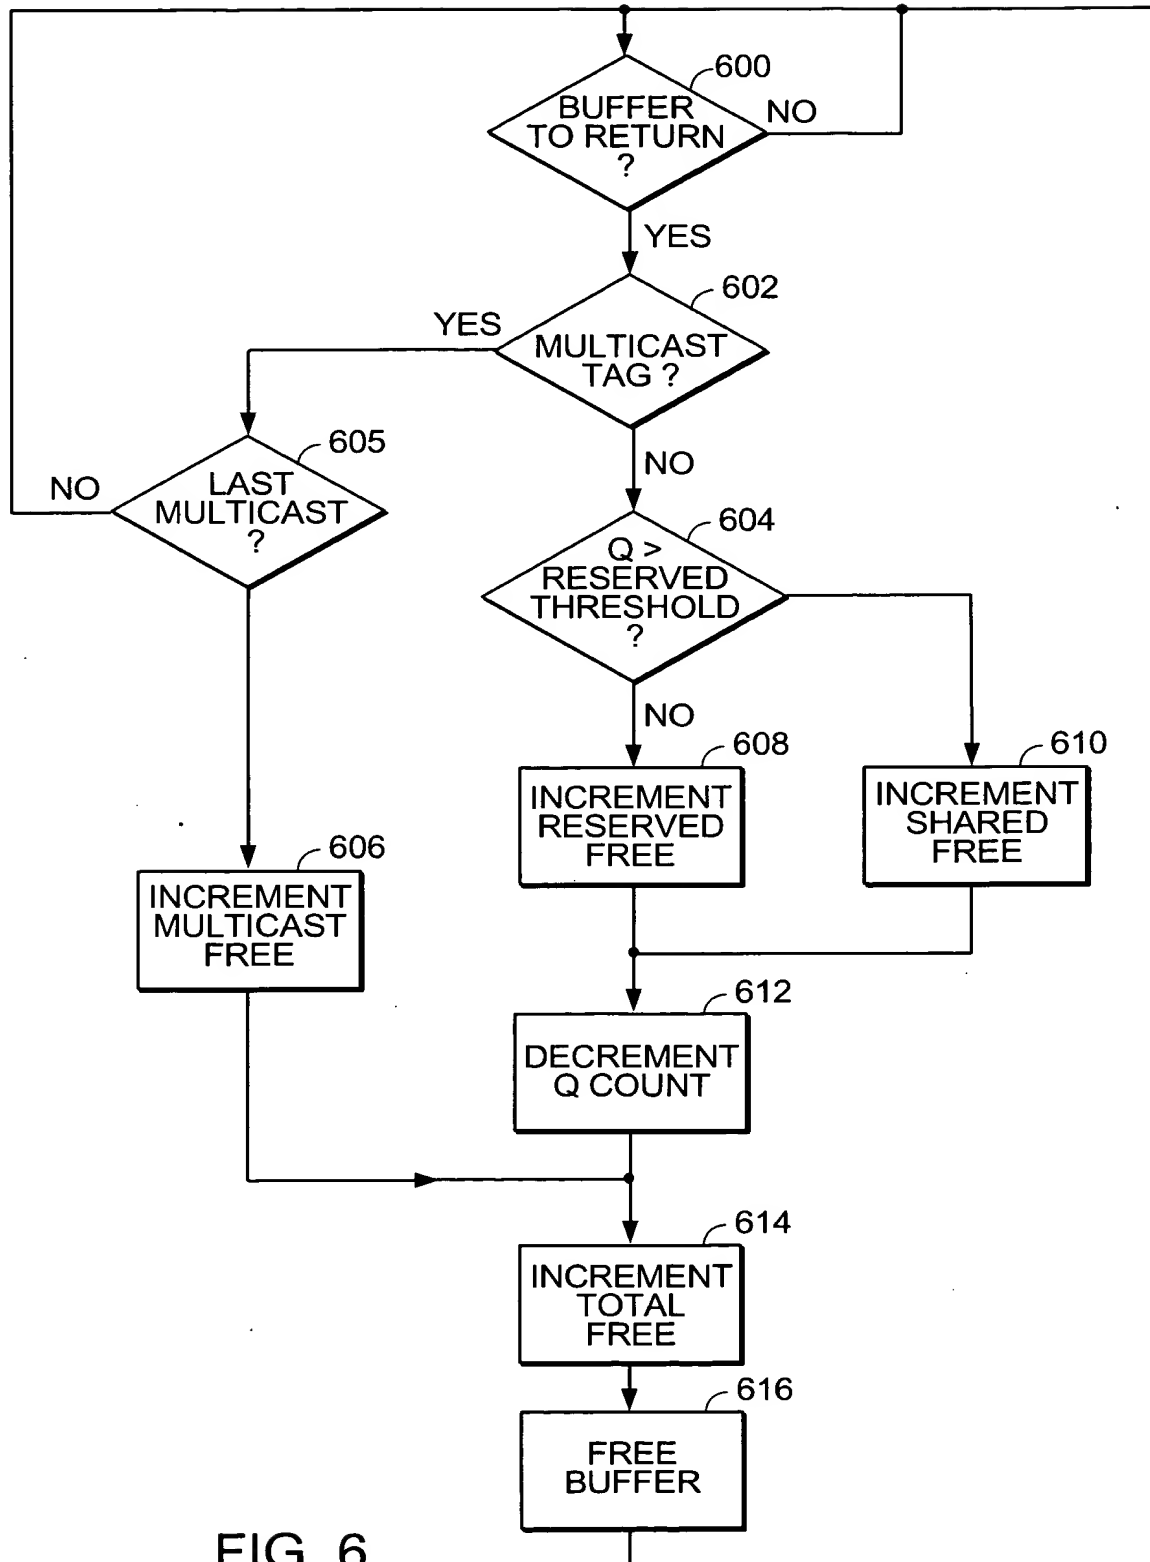 600
BUFFER
TO RETURN
?
NO
YES
602
MULTICAST
TAG ?
YES
NO
605
LAST
MULTICAST
?
NO
604
Q >
RESERVED
THRESHOLD
?
NO
608
INCREMENT
RESERVED
FREE
610
INCREMENT
SHARED
FREE
606
INCREMENT
MULTICAST
FREE
612
DECREMENT
Q COUNT
614
INCREMENT
TOTAL
FREE
616
FREE
BUFFER
FIG. 6